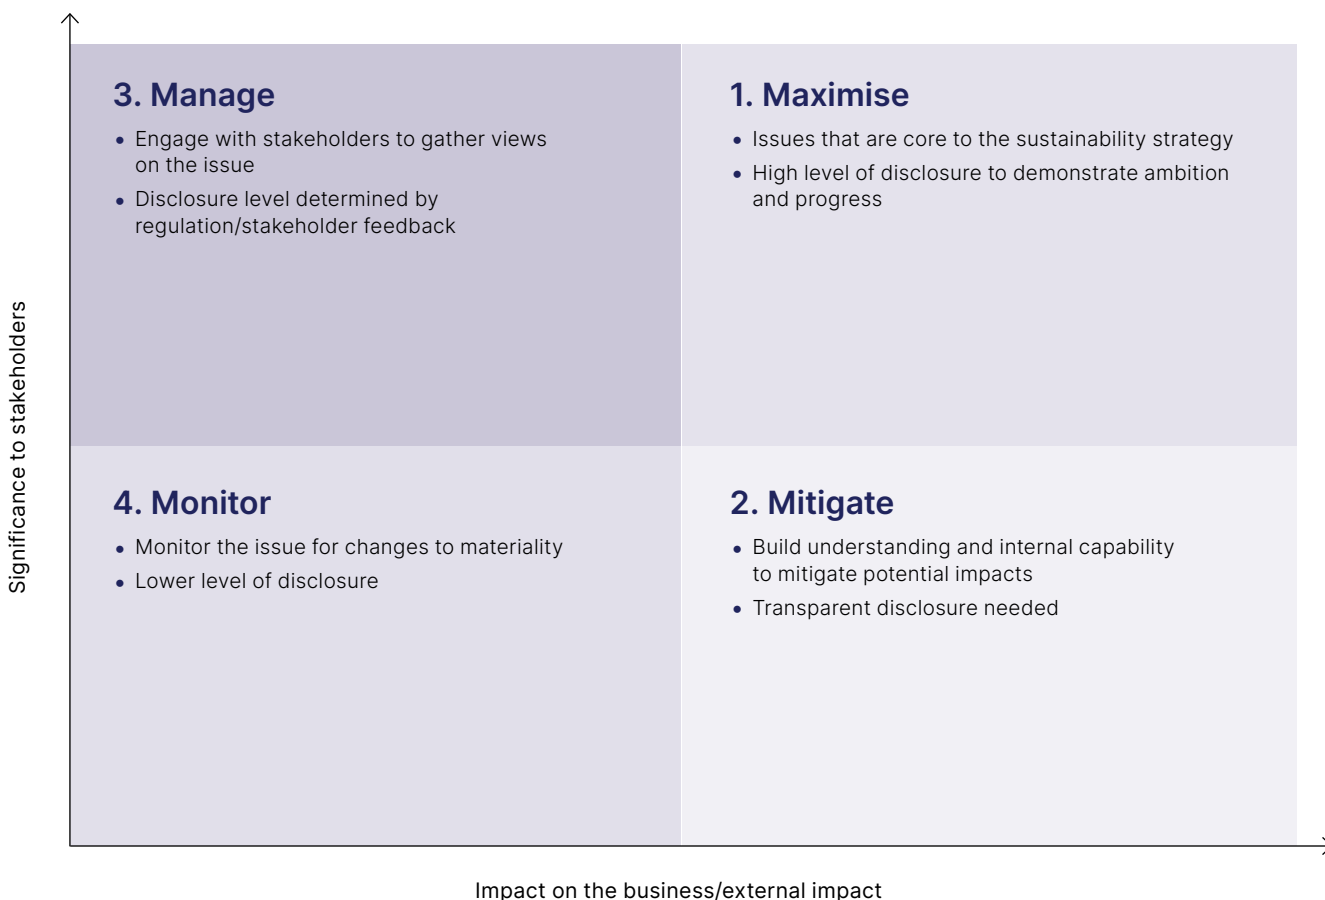 Significance to stakeholders
3. Manage
• Engage with stakeholders to gather views
on the issue
• Disclosure level determined by
regulation/stakeholder feedback
1. Maximise
• Issues that are core to the sustainability strategy
• High level of disclosure to demonstrate ambition
and progress
4. Monitor
• Monitor the issue for changes to materiality
• Lower level of disclosure
2. Mitigate
• Build understanding and internal capability
to mitigate potential impacts
• Transparent disclosure needed
Impact on the business/external impact